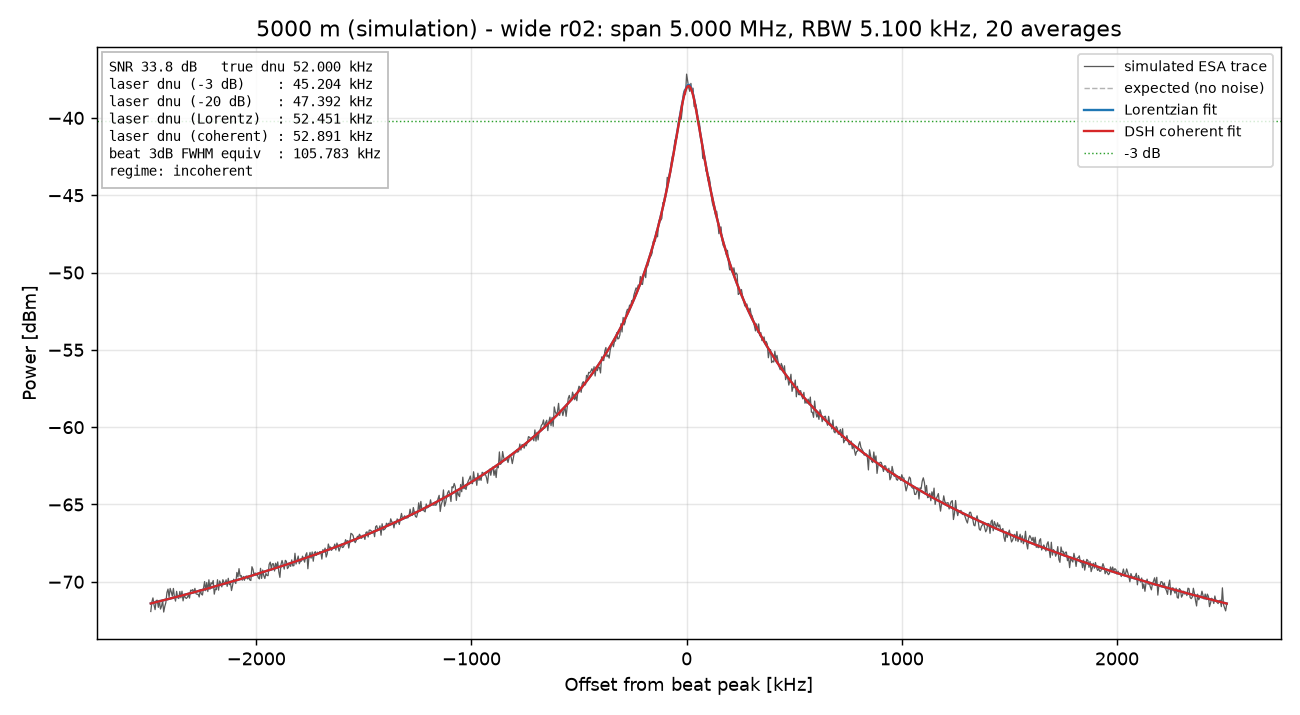 5000 m (simulation) - wide r02: span 5.000 MHz, RBW 5.100 kHz, 20 averages
SNR 33.8 dB   true dnu 52.000 kHz
laser dnu (-3 dB)    : 45.204 kHz
laser dnu (-20 dB)   : 47.392 kHz
laser dnu (Lorentz)  : 52.451 kHz
laser dnu (coherent) : 52.891 kHz
beat 3dB FWHM equiv  : 105.783 kHz
regime: incoherent
simulated ESA trace
expected (no noise)
Lorentzian fit
DSH coherent fit
-3 dB
Power [dBm]
−40
−45
−50
−55
−60
−65
−70
−2000
−1000
0
1000
2000
Offset from beat peak [kHz]